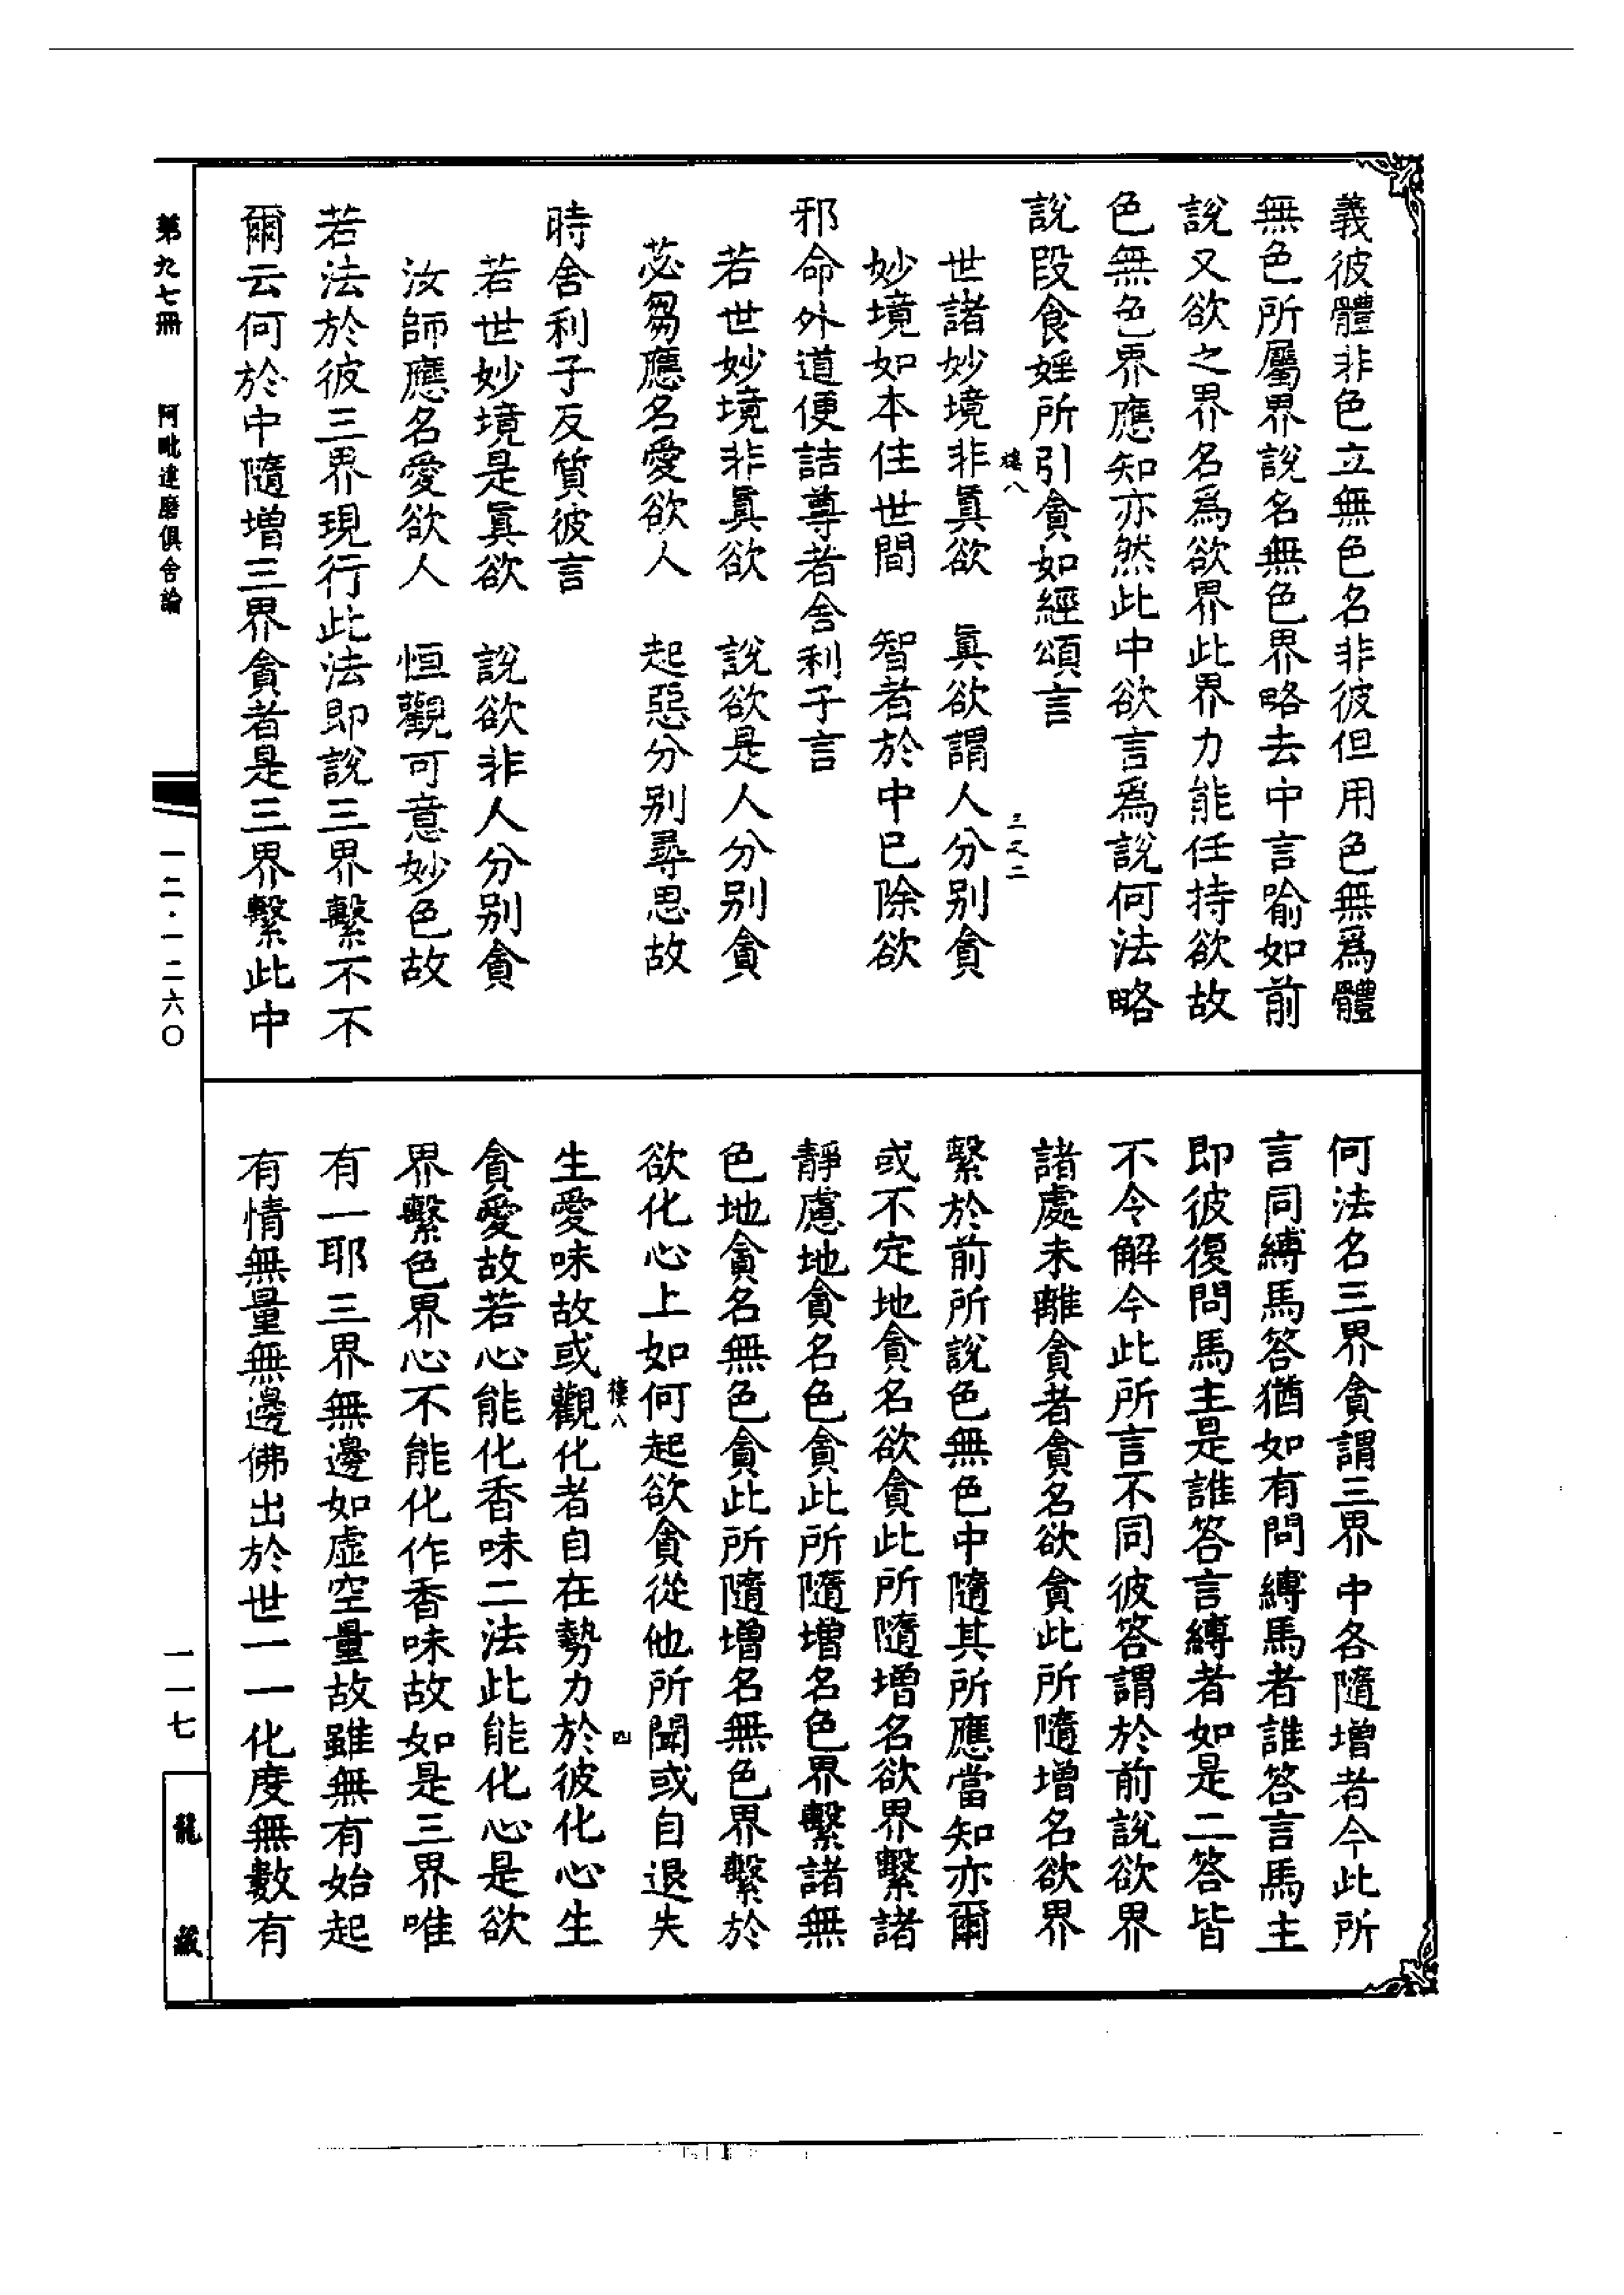 義彼體非色立無色名非彼但用色無爲體
無色所屬界說名無色界略去中言喻如前
說又欲之界名爲欲界此界力能任持欲故
色無色界應知亦然此中欲言爲說何法略
說段食婬所引貪如經頌言
樓八
三尺二
世諸妙境非眞欲　眞欲謂人分別貪
妙境如本住世間　智者於中已除欲
邪命外道便詰尊者舍利子言
若世妙境非眞欲　說欲是人分別貪
苾芻應名愛欲人　起惡分別尋思故
時舍利子反質彼言
若世妙境是眞欲　說欲非人分別貪
汝師應名愛欲人　恒觀可意妙色故
若法於彼三界現行此法即說三界繫不不
爾云何於中隨增三界貪者是三界繫此中
何法名三界貪謂三界中各隨增者今此所
言同縛馬答猶如有問縛馬者誰答言馬主
即彼復問馬主是誰答言縛者如是二答皆
不令解今此所言不同彼答謂於前說欲界
諸處未離貪者貪名欲貪此所隨增名欲界
繫於前所說色無色中隨其所應當知亦爾
或不定地貪名欲貪此所隨增名欲界繫諸
靜慮地貪名色貪此所隨增名色界繫諸無
色地貪名無色貪此所隨增名無色界繫於
欲化心上如何起欲貪從他所聞或自退失
樓八
四
生愛味故或觀化者自在勢力於彼化心生
貪愛故若心能化香味二法此能化心是欲
界繫色界心不能化作香味故如是三界唯
有一耶三界無邊如虛空量故雖無有始起
有情無量無邊佛出於世一一化度無數有
第九七冊
阿毗達磨俱舍論
一二·一二六〇
一一七
龍藏